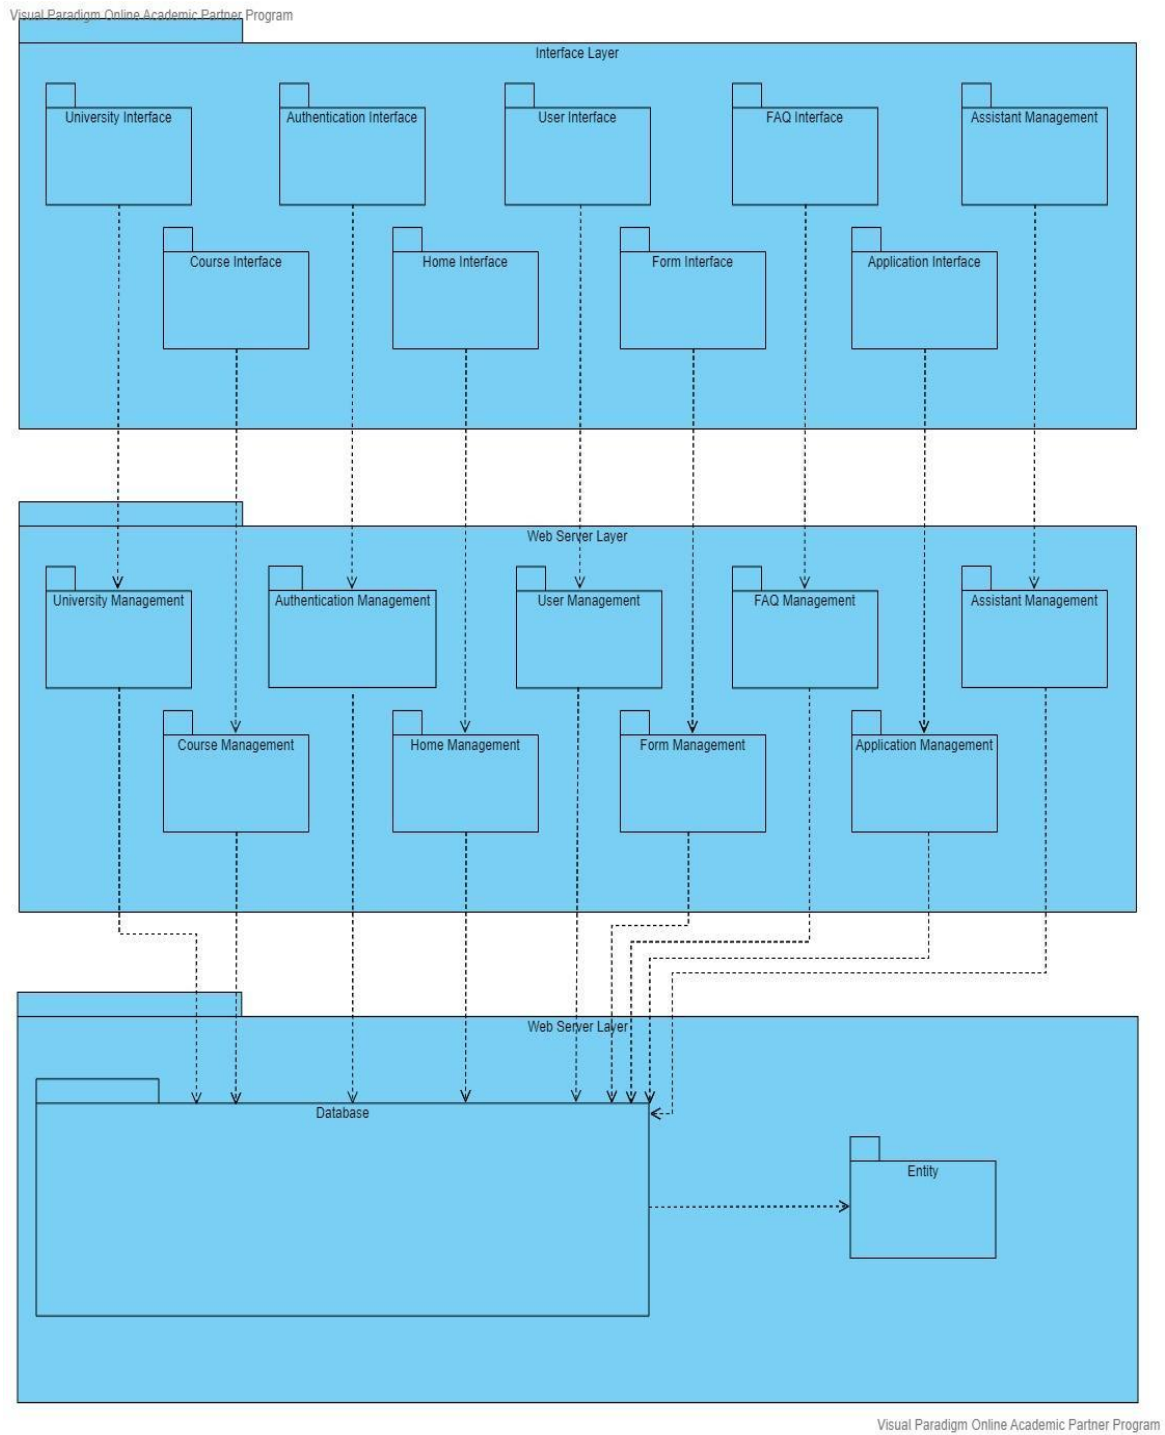 Visual Paradigm Online Academic Partner Program
Interface Layer
University Interface
Authentication Interface
User Interface
FAQ Interface
Assistant Management
Course Interface
Home Interface
Form Interface
Application Interface
Web Server Layer
University Management
Authentication Management
User Management
FAQ Management
Assistant Management
Course Management
Home Management
Form Management
Application Management
Web Server Layer
Database
Entity
Visual Paradigm Online Academic Partner Program